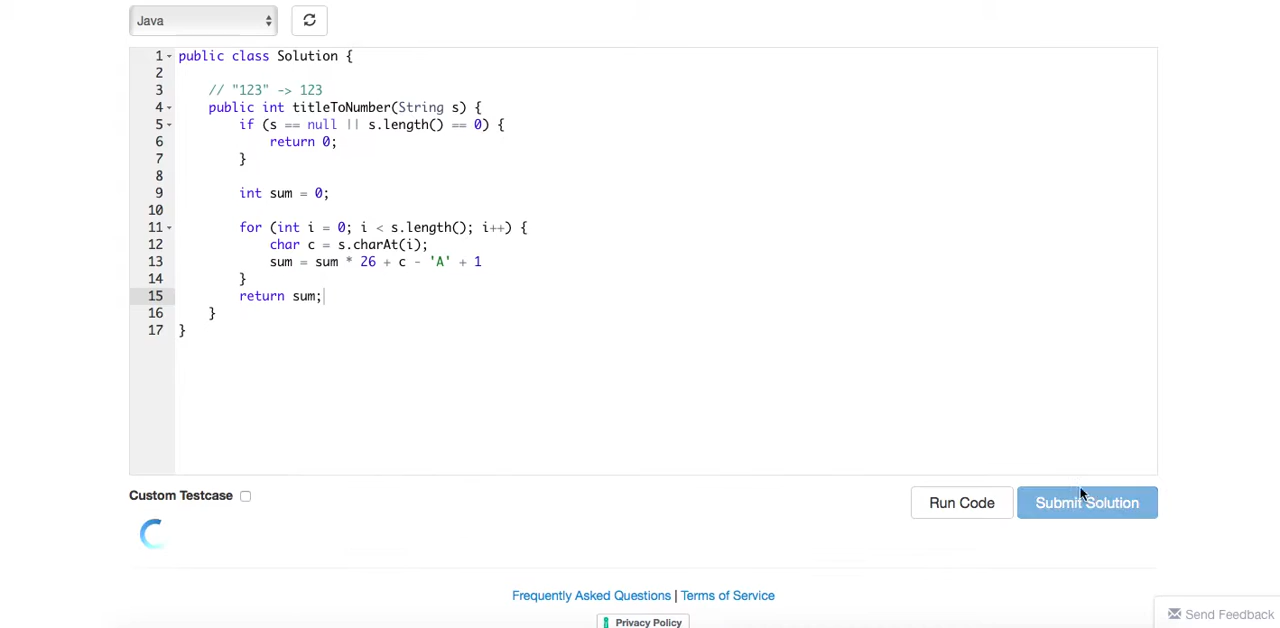 Java
1 public class Solution {
2
3 // "123" -> 123
4 public int titleToNumber(String s) {
5 if (s == null || s.length() == 0) {
6 return 0;
7 }
8
9 int sum = 0;
10
11 for (int i = 0; i < s.length(); i++) {
12 char c = s.charAt(i);
13 sum = sum * 26 + c - 'A' + 1
14 }
15 return sum;
16 }
17 }
Custom Testcase
Run Code Submit Solution
Frequently Asked Questions | Terms of Service
Privacy Policy
Send Feedback